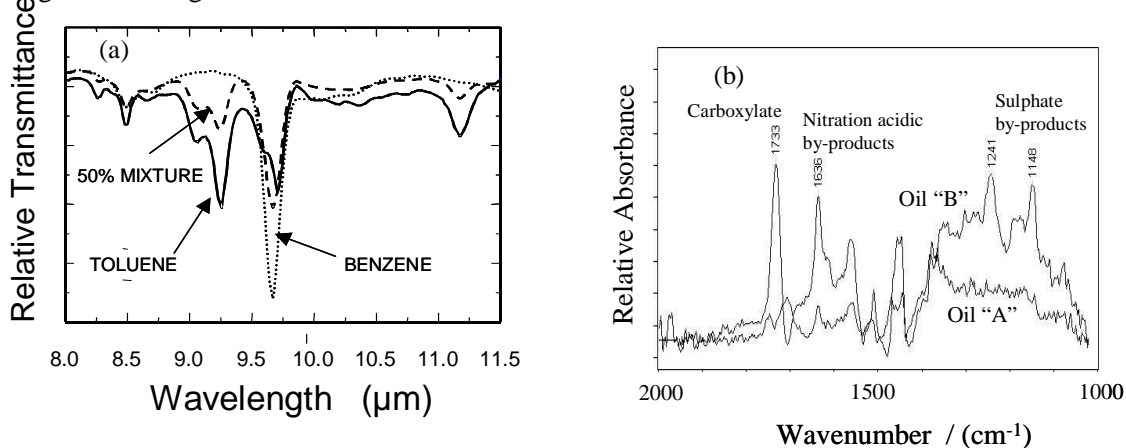 (a)
Relative Transmittance
50% MIXTURE
TOLUENE
BENZENE
8.0 8.5 9.0 9.5 10.0 10.5 11.0 11.5
Wavelength (µm)
(b)
Carboxylate
1733
Nitration acidic
by-products
1636
Sulphate
by-products
1241
1148
Oil “B”
Oil “A”
Relative Absorbance
2000 1500 1000
Wavenumber / (cm-1)